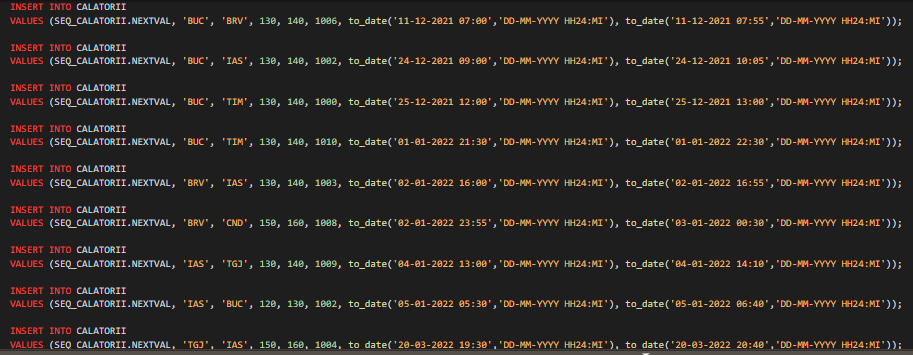 INSERT INTO CALATORII
VALUES (SEQ_CALATORII.NEXTVAL, 'BUC', 'BRV', 130, 140, 1006, to_date('11-12-2021 07:00','DD-MM-YYYY HH24:MI'), to_date('11-12-2021 07:55','DD-MM-YYYY HH24:MI'));
INSERT INTO CALATORII
VALUES (SEQ_CALATORII.NEXTVAL, 'BUC', 'IAS', 130, 140, 1002, to_date('24-12-2021 09:00','DD-MM-YYYY HH24:MI'), to_date('24-12-2021 10:05','DD-MM-YYYY HH24:MI'));
INSERT INTO CALATORII
VALUES (SEQ_CALATORII.NEXTVAL, 'BUC', 'TIM', 130, 140, 1000, to_date('25-12-2021 12:00','DD-MM-YYYY HH24:MI'), to_date('25-12-2021 13:00','DD-MM-YYYY HH24:MI'));
INSERT INTO CALATORII
VALUES (SEQ_CALATORII.NEXTVAL, 'BUC', 'TIM', 130, 140, 1010, to_date('01-01-2022 21:30','DD-MM-YYYY HH24:MI'), to_date('01-01-2022 22:30','DD-MM-YYYY HH24:MI'));
INSERT INTO CALATORII
VALUES (SEQ_CALATORII.NEXTVAL, 'BRV', 'IAS', 130, 140, 1003, to_date('02-01-2022 16:00','DD-MM-YYYY HH24:MI'), to_date('02-01-2022 16:55','DD-MM-YYYY HH24:MI'));
INSERT INTO CALATORII
VALUES (SEQ_CALATORII.NEXTVAL, 'BRV', 'CND', 150, 160, 1008, to_date('02-01-2022 23:55','DD-MM-YYYY HH24:MI'), to_date('03-01-2022 00:30','DD-MM-YYYY HH24:MI'));
INSERT INTO CALATORII
VALUES (SEQ_CALATORII.NEXTVAL, 'IAS', 'TGJ', 130, 140, 1009, to_date('04-01-2022 13:00','DD-MM-YYYY HH24:MI'), to_date('04-01-2022 14:10','DD-MM-YYYY HH24:MI'));
INSERT INTO CALATORII
VALUES (SEQ_CALATORII.NEXTVAL, 'IAS', 'BUC', 120, 130, 1002, to_date('05-01-2022 05:30','DD-MM-YYYY HH24:MI'), to_date('05-01-2022 06:40','DD-MM-YYYY HH24:MI'));
INSERT INTO CALATORII
VALUES (SEQ_CALATORII.NEXTVAL, 'TGJ', 'IAS', 150, 160, 1004, to_date('20-03-2022 19:30','DD-MM-YYYY HH24:MI'), to_date('20-03-2022 20:40','DD-MM-YYYY HH24:MI'));